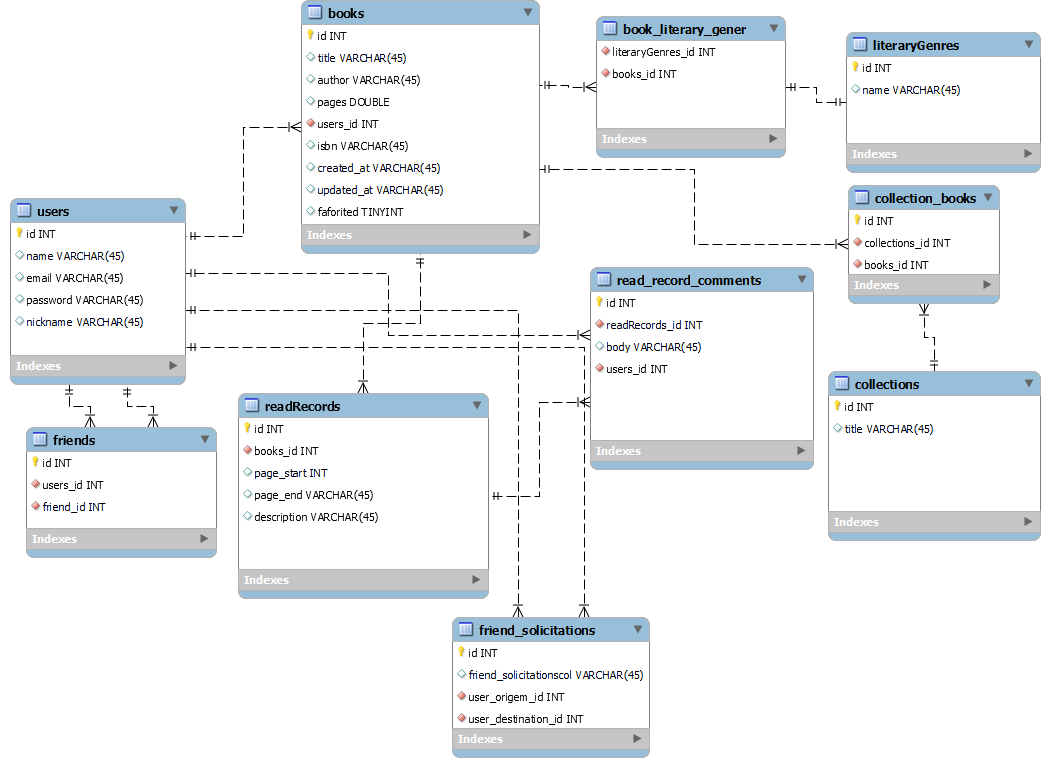 books
id INT
title VARCHAR(45)
author VARCHAR(45)
pages DOUBLE
users_id INT
isbn VARCHAR(45)
created_at VARCHAR(45)
updated_at VARCHAR(45)
faforited TINYINT
Indexes
book_literary_gener
literaryGenres_id INT
books_id INT
Indexes
literaryGenres
id INT
name VARCHAR(45)
Indexes
users
id INT
name VARCHAR(45)
email VARCHAR(45)
password VARCHAR(45)
nickname VARCHAR(45)
Indexes
collection_books
id INT
collections_id INT
books_id INT
Indexes
read_record_comments
id INT
readRecords_id INT
body VARCHAR(45)
users_id INT
Indexes
collections
id INT
title VARCHAR(45)
Indexes
readRecords
id INT
books_id INT
page_start INT
page_end VARCHAR(45)
description VARCHAR(45)
Indexes
friends
id INT
users_id INT
friend_id INT
Indexes
friend_solicitations
id INT
friend_solicitationscol VARCHAR(45)
user_origem_id INT
user_destination_id INT
Indexes